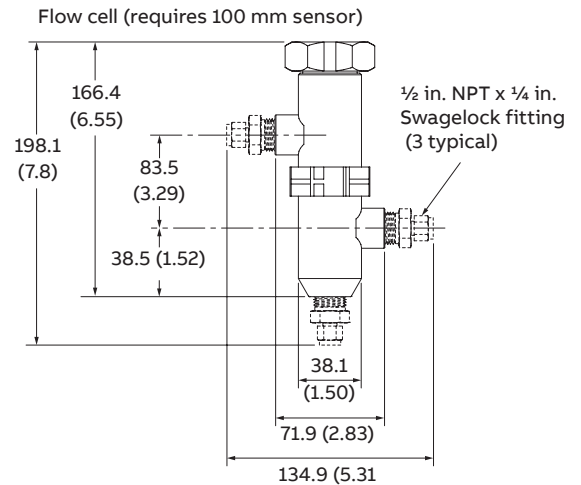 Flow cell (requires 100 mm sensor)
166.4
(6.55)
½ in. NPT x ¼ in.
Swagelock fitting
(3 typical)
198.1
(7.8)
83.5
(3.29)
38.5 (1.52)
38.1
(1.50)
71.9 (2.83)
134.9 (5.31